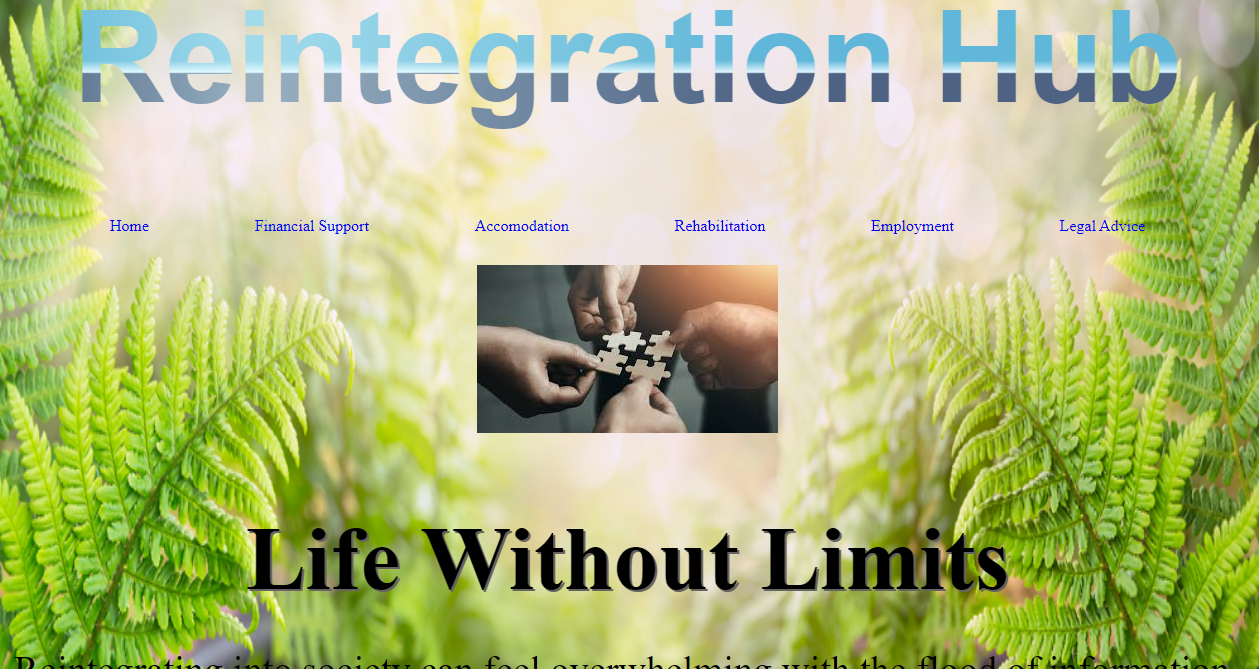 Reintegration Hub
Home Financial Support Accomodation Rehabilitation Employment Legal Advice
Life Without Limits
Reintegrating into society can feel overwhelming with the flood of information